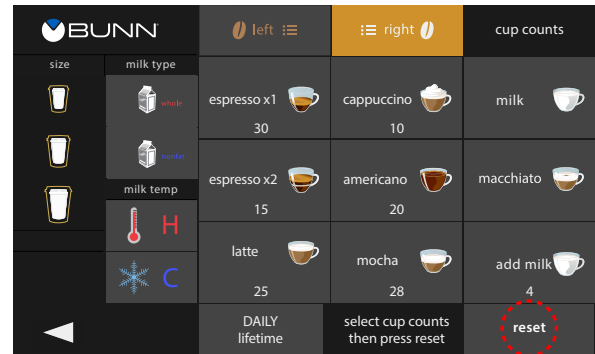 BUNN
left
right
cup counts
size
milk type
whole
nonfat
milk temp
H
C
espresso x1
30
cappuccino
10
milk
espresso x2
15
americano
20
macchiato
latte
25
mocha
28
add milk
4
DAILY
lifetime
select cup counts
then press reset
reset